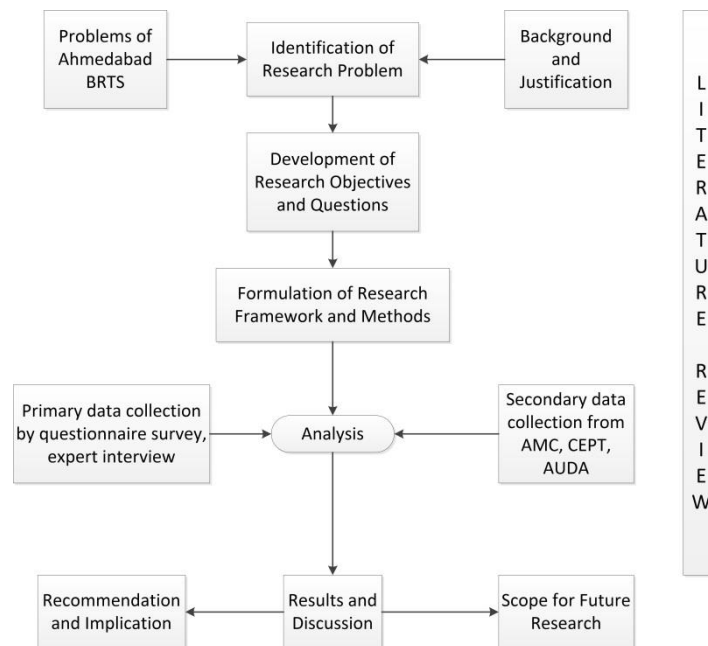 Problems of
Ahmedabad
BRTS
Identification of
Research Problem
Background
and
Justification
Development of
Research Objectives
and Questions
Formulation of Research
Framework and Methods
Primary data collection
by questionnaire survey,
expert interview
Analysis
Secondary data
collection from
AMC, CEPT,
AUDA
Recommendation
and Implication
Results and
Discussion
Scope for Future
Research
L
I
T
E
R
A
T
U
R
E
R
E
V
I
E
W